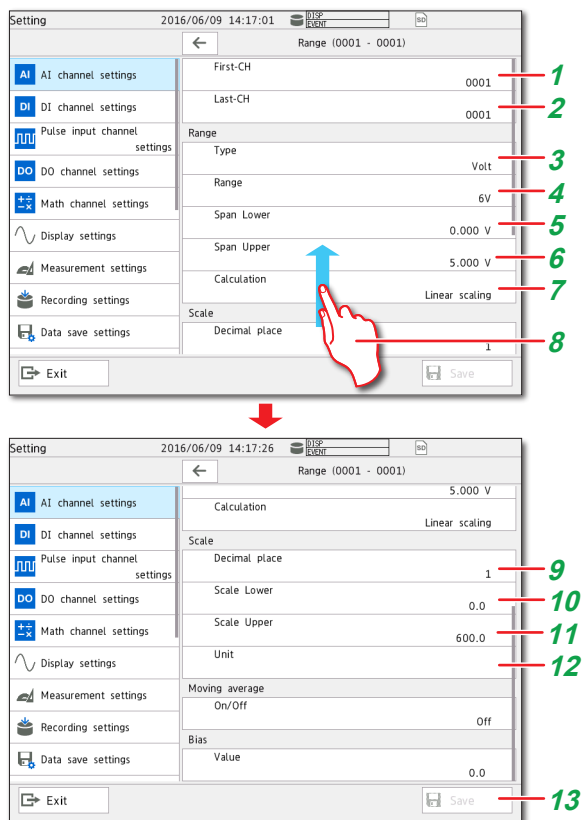 Setting 2016/06/09 14:17:01 DISP EVENT SD
Range (0001 - 0001)
AI AI channel settings
DI DI channel settings
Pulse input channel
settings
DO DO channel settings
Math channel settings
Display settings
Measurement settings
Recording settings
Data save settings
First-CH
0001
1
Last-CH
0001
2
Range
Type
Volt
3
Range
6V
4
Span Lower
0.000 V
5
Span Upper
5.000 V
6
Calculation
Linear scaling
7
Scale
Decimal place
1
8
Exit
Save
Setting 2016/06/09 14:17:26 DISP EVENT SD
Range (0001 - 0001)
AI AI channel settings
DI DI channel settings
Pulse input channel
settings
DO DO channel settings
Math channel settings
Display settings
Measurement settings
Recording settings
Data save settings
5.000 V
Calculation
Linear scaling
Scale
Decimal place
1
9
Scale Lower
0.0
10
Scale Upper
600.0
11
Unit
12
Moving average
On/Off
Off
Bias
Value
0.0
Exit
Save
13